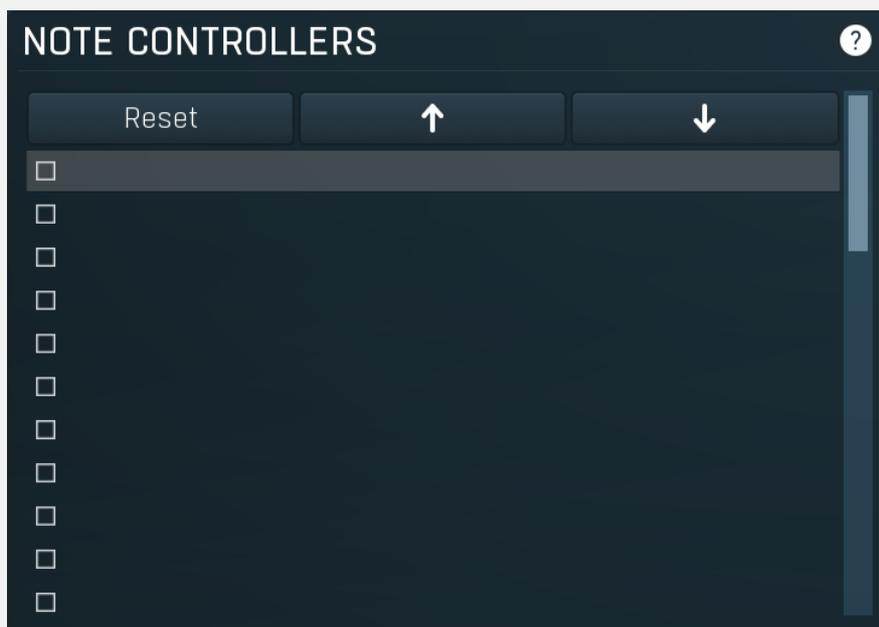 NOTE CONTROLLERS
?
Reset ↑ ↓